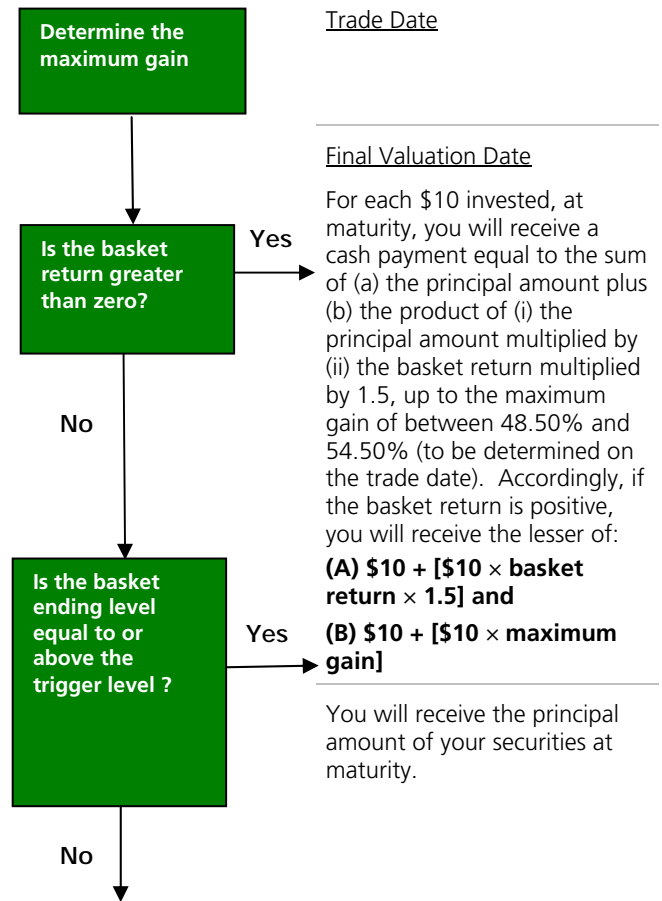 Determine the
maximum gain
Trade Date
Final Valuation Date
For each $10 invested, at
maturity, you will receive a
cash payment equal to the sum
of (a) the principal amount plus
(b) the product of (i) the
principal amount multiplied by
(ii) the basket return multiplied
by 1.5, up to the maximum
gain of between 48.50% and
54.50% (to be determined on
the trade date).  Accordingly, if
the basket return is positive,
you will receive the lesser of:
(A) $10 + [$10 × basket
return × 1.5] and
(B) $10 + [$10 × maximum
gain]
Is the basket
return greater
than zero?
Yes
No
Is the basket
ending level
equal to or
above the
trigger level ?
Yes
You will receive the principal
amount of your securities at
maturity.
No